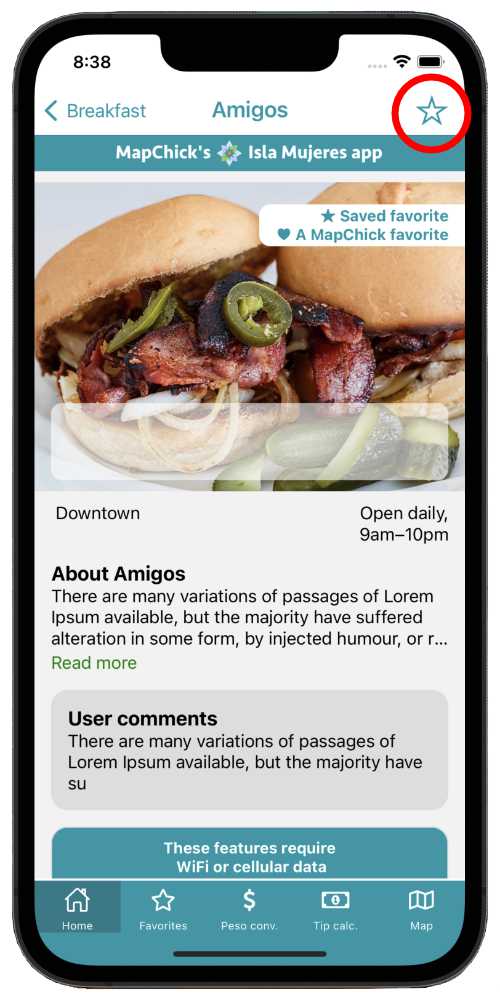 8:38
Breakfast
Amigos
MapChick's Isla Mujeres app
Saved favorite
A MapChick favorite
Downtown
Open daily,
9am–10pm
About Amigos
There are many variations of passages of Lorem
Ipsum available, but the majority have suffered
alteration in some form, by injected humour, or r...
Read more
User comments
There are many variations of passages of
Lorem Ipsum available, but the majority have
su
These features require
WiFi or cellular data
Home
Favorites
$
Peso conv.
Tip calc.
Map